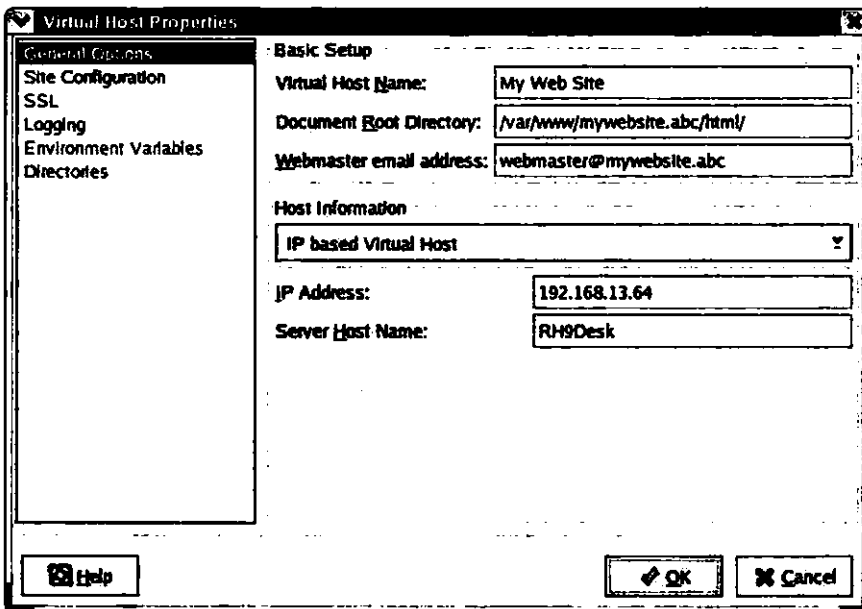 Virtual Host Properties
General Options
Site Configuration
SSL
Logging
Environment Variables
Directories
Basic Setup
Virtual Host Name: My Web Site
Document Root Directory: /var/www/mywebsite.abc/html/
Webmaster email address: webmaster@mywebsite.abc
Host Information
IP based Virtual Host
IP Address: 192.168.13.64
Server Host Name: RH9Desk
Help
OK
Cancel